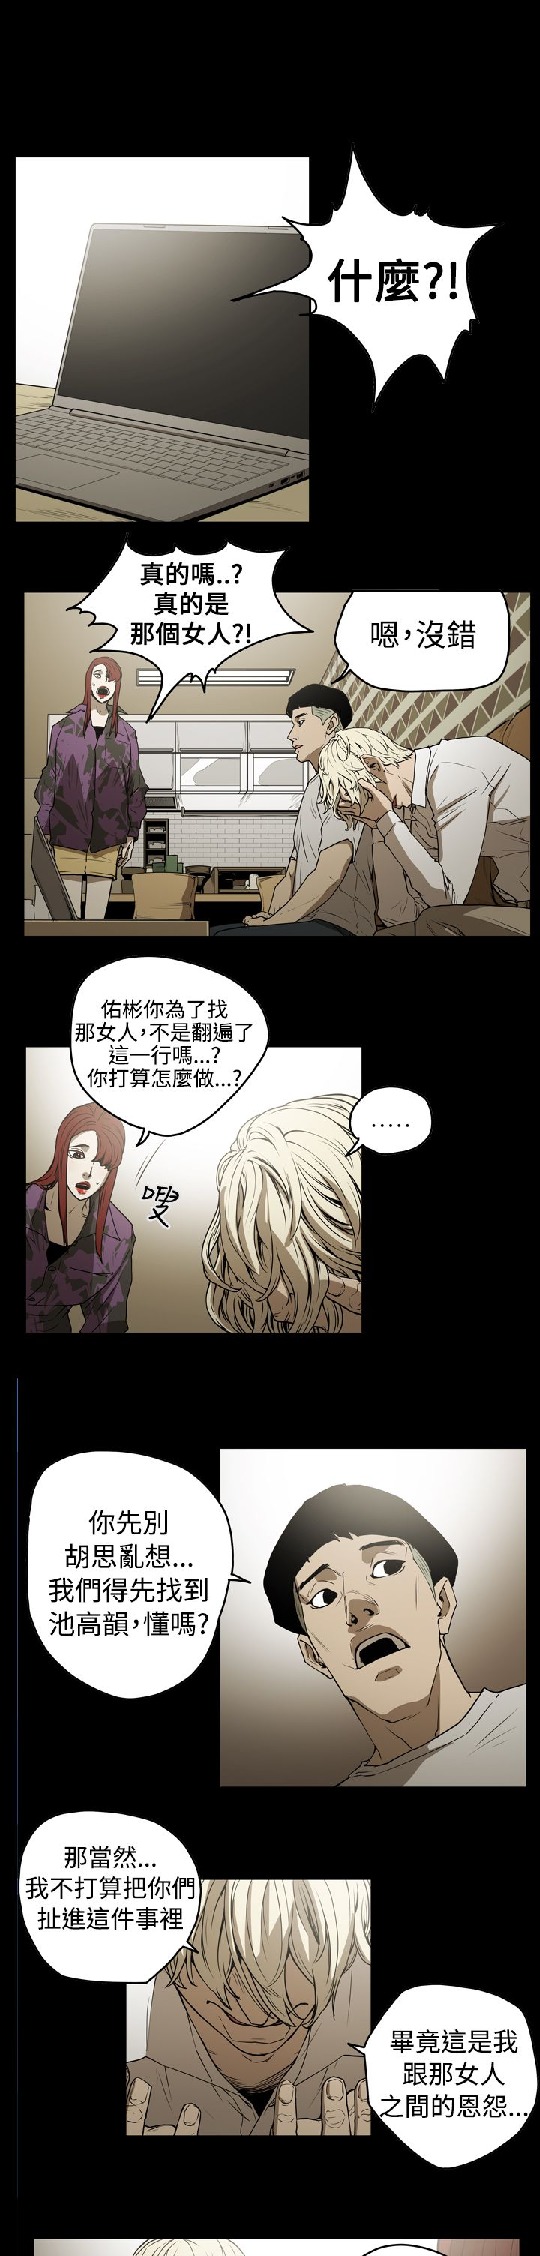 什麼?!
真的嗎..?
真的是
那個女人?!
嗯,沒錯
佑彬你為了找
那女人,不是翻遍了
這一行嗎...?
你打算怎麼做...?
.....
你先別
胡思亂想...
我們得先找到
池高韻,懂嗎?
那當然...
我不打算把你們
扯進這件事裡
畢竟這是我
跟那女人
之間的恩怨...